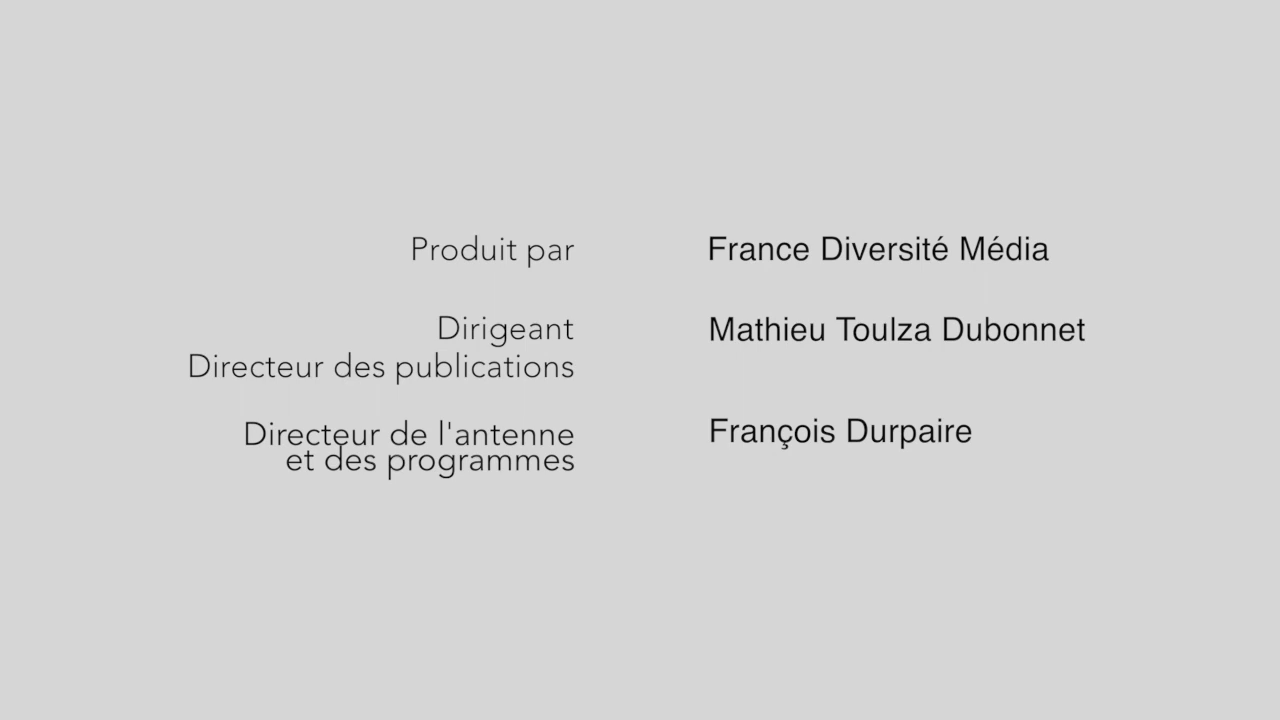 Produit par France Diversité Média
Dirigeant Mathieu Toulza Dubonnet
Directeur des publications
Directeur de l'antenne François Durpaire
et des programmes